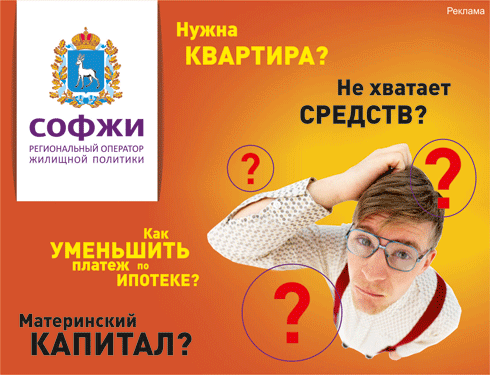 Реклама
Нужна
КВАРТИРА?
Не хватает
СРЕДСТВ?
СОФЖИ
РЕГИОНАЛЬНЫЙ ОПЕРАТОР
ЖИЛИЩНОЙ ПОЛИТИКИ
?
?
Как
УМЕНЬШИТЬ
платеж по
ИПОТЕКЕ?
?
Материнский
КАПИТАЛ?